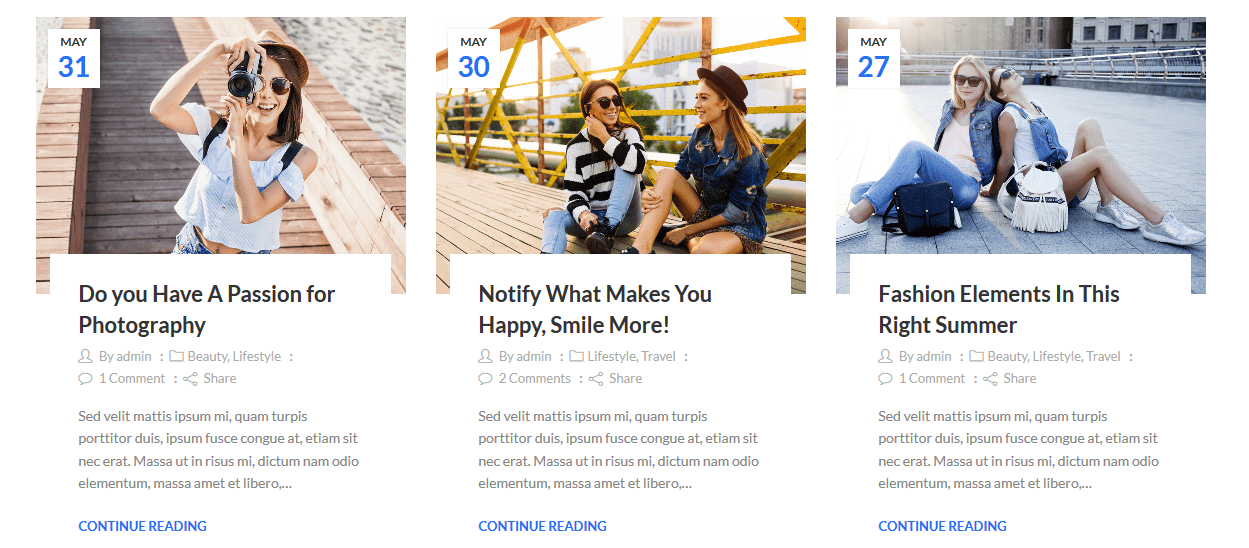 MAY
31
Do you Have A Passion for
Photography
By admin : Beauty, Lifestyle :
1 Comment : Share
Sed velit mattis ipsum mi, quam turpis
porttitor duis, ipsum fusce congue at, etiam sit
nec erat. Massa ut in risus mi, dictum nam odio
elementum, massa amet et libero,...
CONTINUE READING
MAY
30
Notify What Makes You
Happy, Smile More!
By admin : Lifestyle, Travel :
2 Comments : Share
Sed velit mattis ipsum mi, quam turpis
porttitor duis, ipsum fusce congue at, etiam sit
nec erat. Massa ut in risus mi, dictum nam odio
elementum, massa amet et libero,...
CONTINUE READING
MAY
27
Fashion Elements In This
Right Summer
By admin : Beauty, Lifestyle, Travel :
1 Comment : Share
Sed velit mattis ipsum mi, quam turpis
porttitor duis, ipsum fusce congue at, etiam sit
nec erat. Massa ut in risus mi, dictum nam odio
elementum, massa amet et libero,...
CONTINUE READING